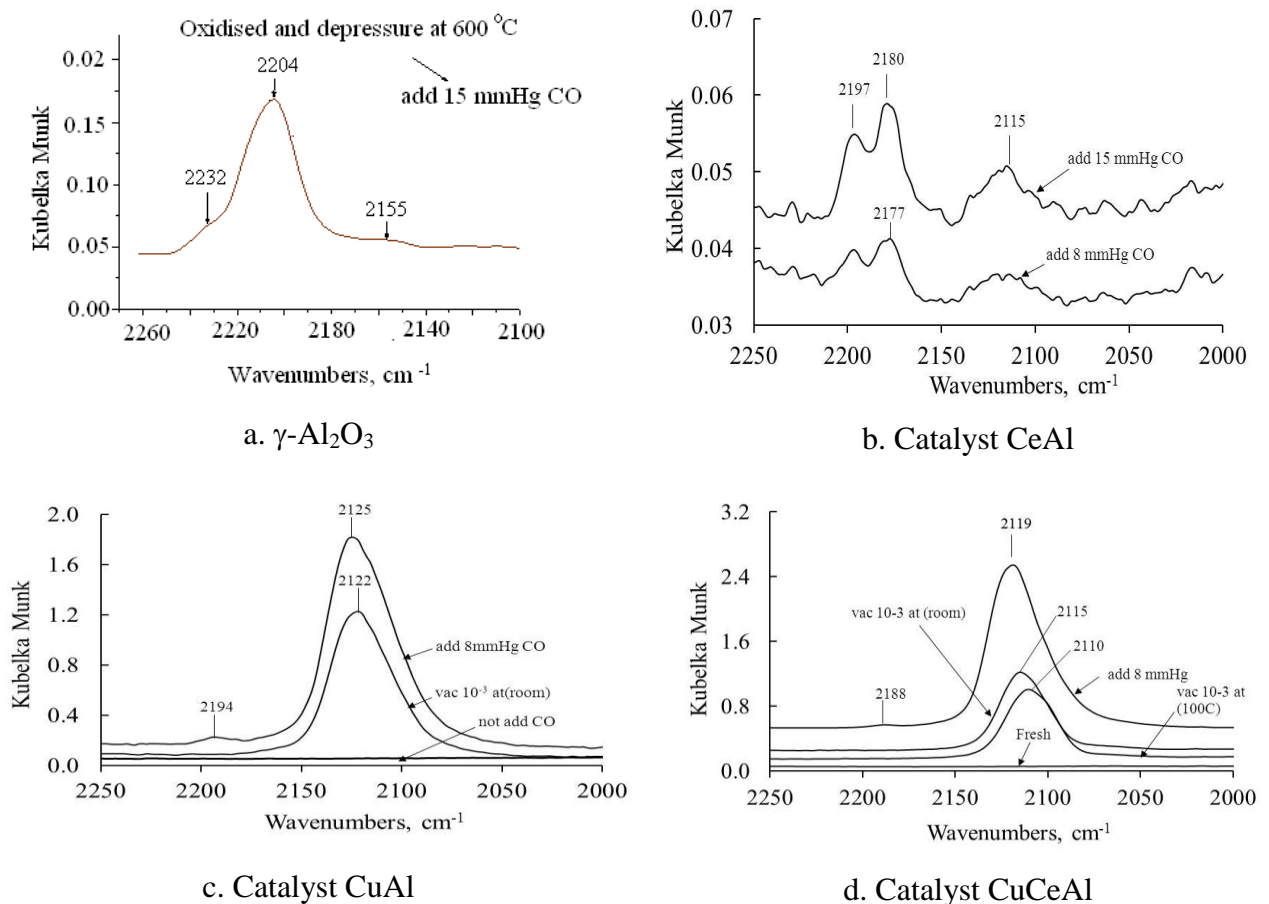 Oxidised and depressure at 600 °C
add 15 mmHg CO
2204
2232
2155
0.02
0.15
0.10
0.05
0.00
Kubelka Munk
2260 2220 2180 2140 2100
Wavenumbers, cm⁻¹
a. γ-Al₂O₃
0.07
0.06
0.05
0.04
0.03
Kubelka Munk
2197
2180
2115
add 15 mmHg CO
2177
add 8 mmHg CO
2250 2200 2150 2100 2050 2000
Wavenumbers, cm⁻¹
b. Catalyst CeAl
2.0
1.6
1.2
0.8
0.4
0.0
Kubelka Munk
2125
2122
add 8mmHg CO
vac 10⁻³ at(room)
not add CO
2194
2250 2200 2150 2100 2050 2000
Wavenumbers, cm⁻¹
c. Catalyst CuAl
3.2
2.4
1.6
0.8
0.0
Kubelka Munk
2119
vac 10-3 at (room)
2115
2110
add 8 mmHg
vac 10-3 at
(100C)
2188
Fresh
2250 2200 2150 2100 2050 2000
Wavenumbers, cm⁻¹
d. Catalyst CuCeAl